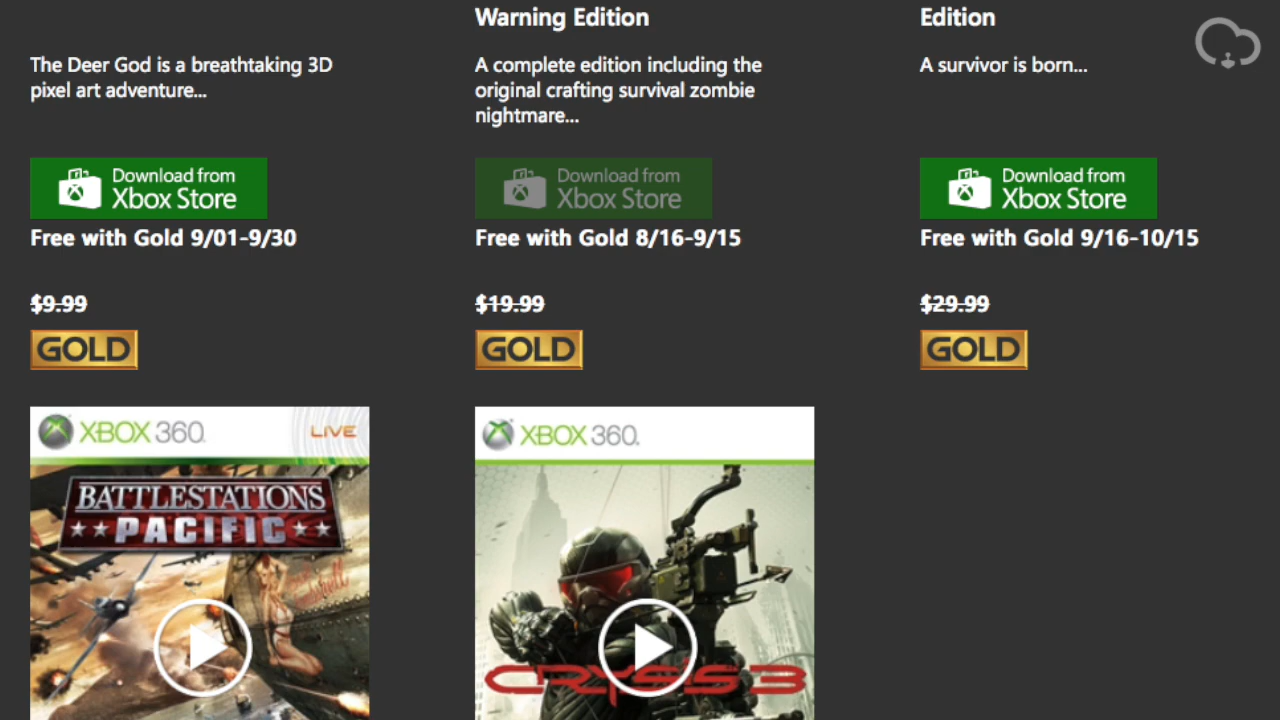 Warning Edition
Edition
The Deer God is a breathtaking 3D
pixel art adventure...
A complete edition including the
original crafting survival zombie
nightmare...
A survivor is born...
Download from
Xbox Store
Download from
Xbox Store
Download from
Xbox Store
Free with Gold 9/01-9/30
Free with Gold 8/16-9/15
Free with Gold 9/16-10/15
$9.99
$19.99
$29.99
GOLD
GOLD
GOLD
XBOX 360. LIVE
XBOX 360.
BATTLESTATIONS
PACIFIC
CRYSIS 3